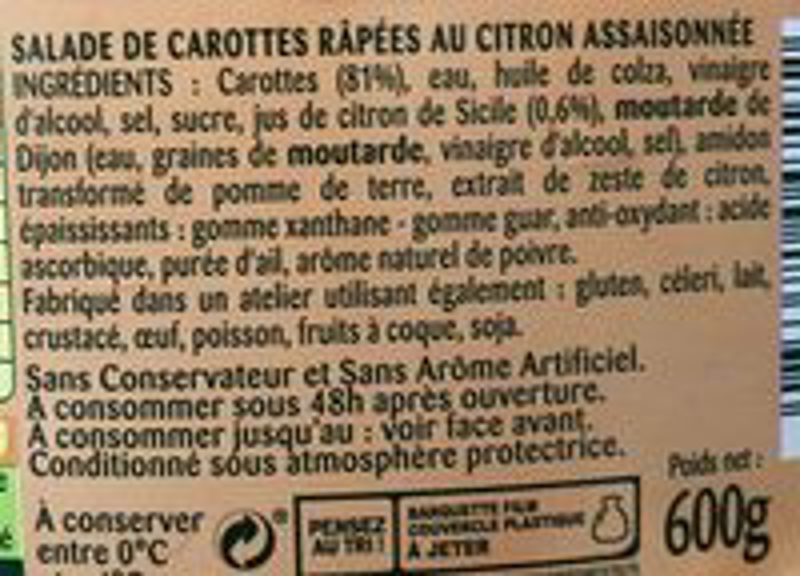 SALADE DE CAROTTES RÂPÉES AU CITRON ASSAISONNÉE
INGRÉDIENTS : Carottes (81%), eau, huile de colza, vinaigre
d'alcool, sel, sucre, jus de citron de Sicile (0,6%), moutarde de
Dijon (eau, graines de moutarde, vinaigre d'alcool, sel), amidon
transformé de pomme de terre, extrait de zeste de citron,
épaississants : gomme xanthane - gomme guar, anti-oxydant : acide
ascorbique, purée d'ail, arôme naturel de poivre.
Fabriqué dans un atelier utilisant également : gluten, céleri, lait,
crustacé, œuf, poisson, fruits à coque, soja.
Sans Conservateur et Sans Arôme Artificiel.
A consommer sous 48h après ouverture.
A consommer jusqu'au : voir face avant.
Conditionné sous atmosphère protectrice.
Poids net :
600g
À conserver
entre 0°C
PENSEZ
AU TRI !
BARQUETTE FILM
COUVERCLE PLASTIQUE
À JETER